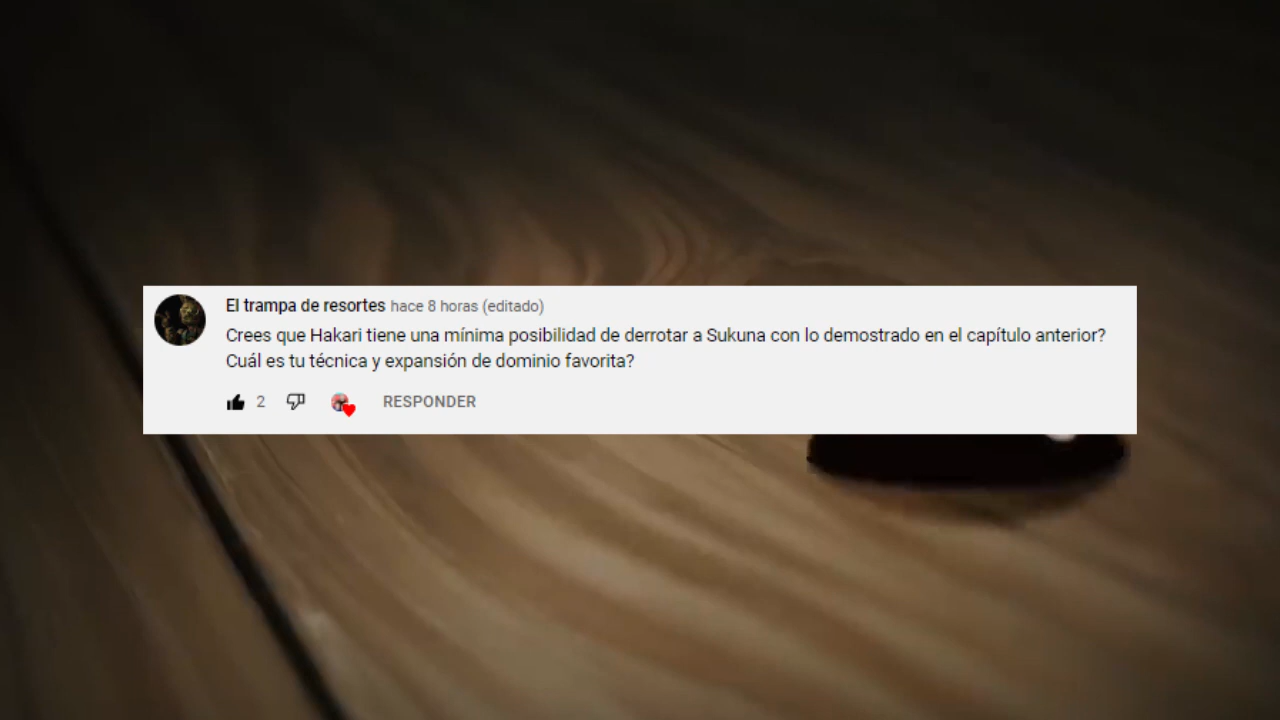 El trampa de resortes hace 8 horas (editado)
Crees que Hakari tiene una mínima posibilidad de derrotar a Sukuna con lo demostrado en el capítulo anterior?
Cuál es tu técnica y expansión de dominio favorita?
2 RESPONDER